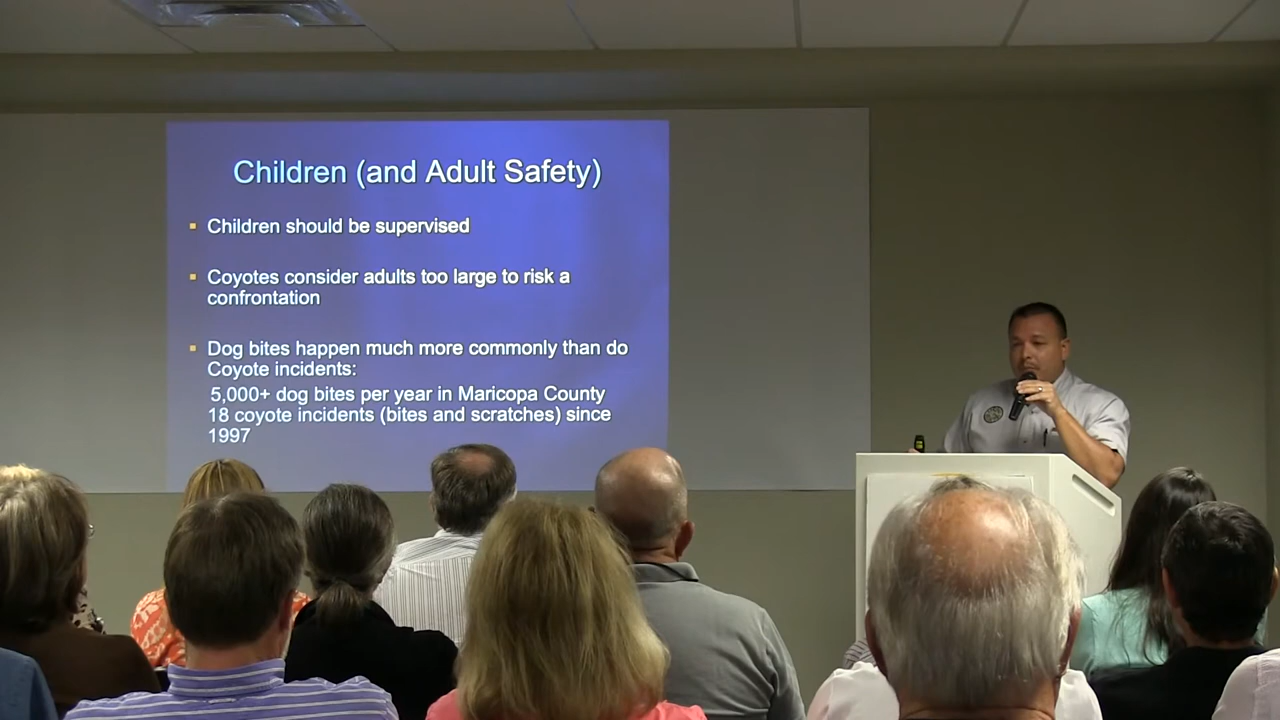 Children (and Adult Safety)
Children should be supervised
Coyotes consider adults too large to risk a
confrontation
Dog bites happen much more commonly than do
Coyote incidents:
5,000+ dog bites per year in Maricopa County
18 coyote incidents (bites and scratches) since
1997